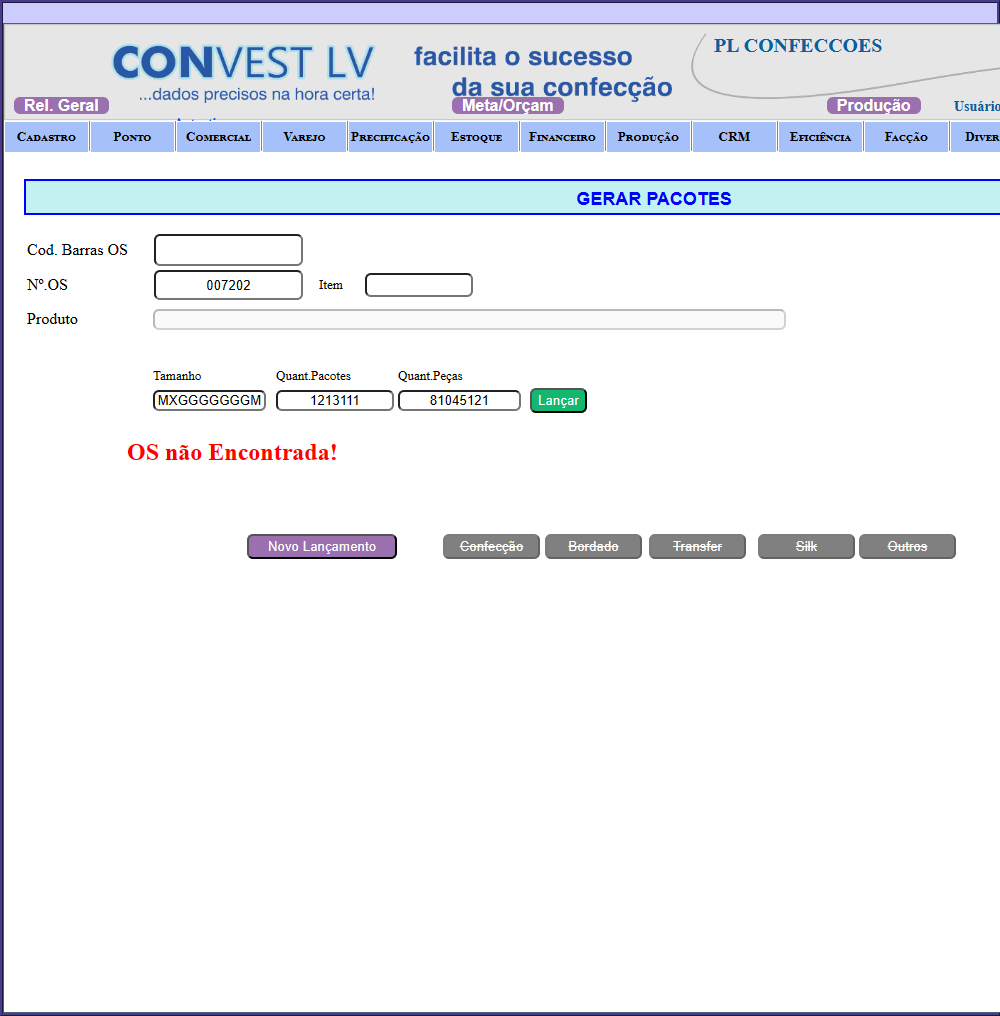 CONVEST LV
...dados precisos na hora certa!
facilita o sucesso
da sua confecção
PL CONFECCOES
Rel. Geral
Meta/Orçam
Produção
Usuário
Cadastro
Ponto
Comercial
Varejo
Precificação
Estoque
Financeiro
Produção
CRM
Eficiência
Facção
Diver
GERAR PACOTES
Cod. Barras OS
Nº.OS 007202 Item
Produto
Tamanho Quant.Pacotes Quant.Peças
MXGGGGGGGM 1213111 81045121 Lançar
OS não Encontrada!
Novo Lançamento Confecção Bordado Transfer Silk Outros